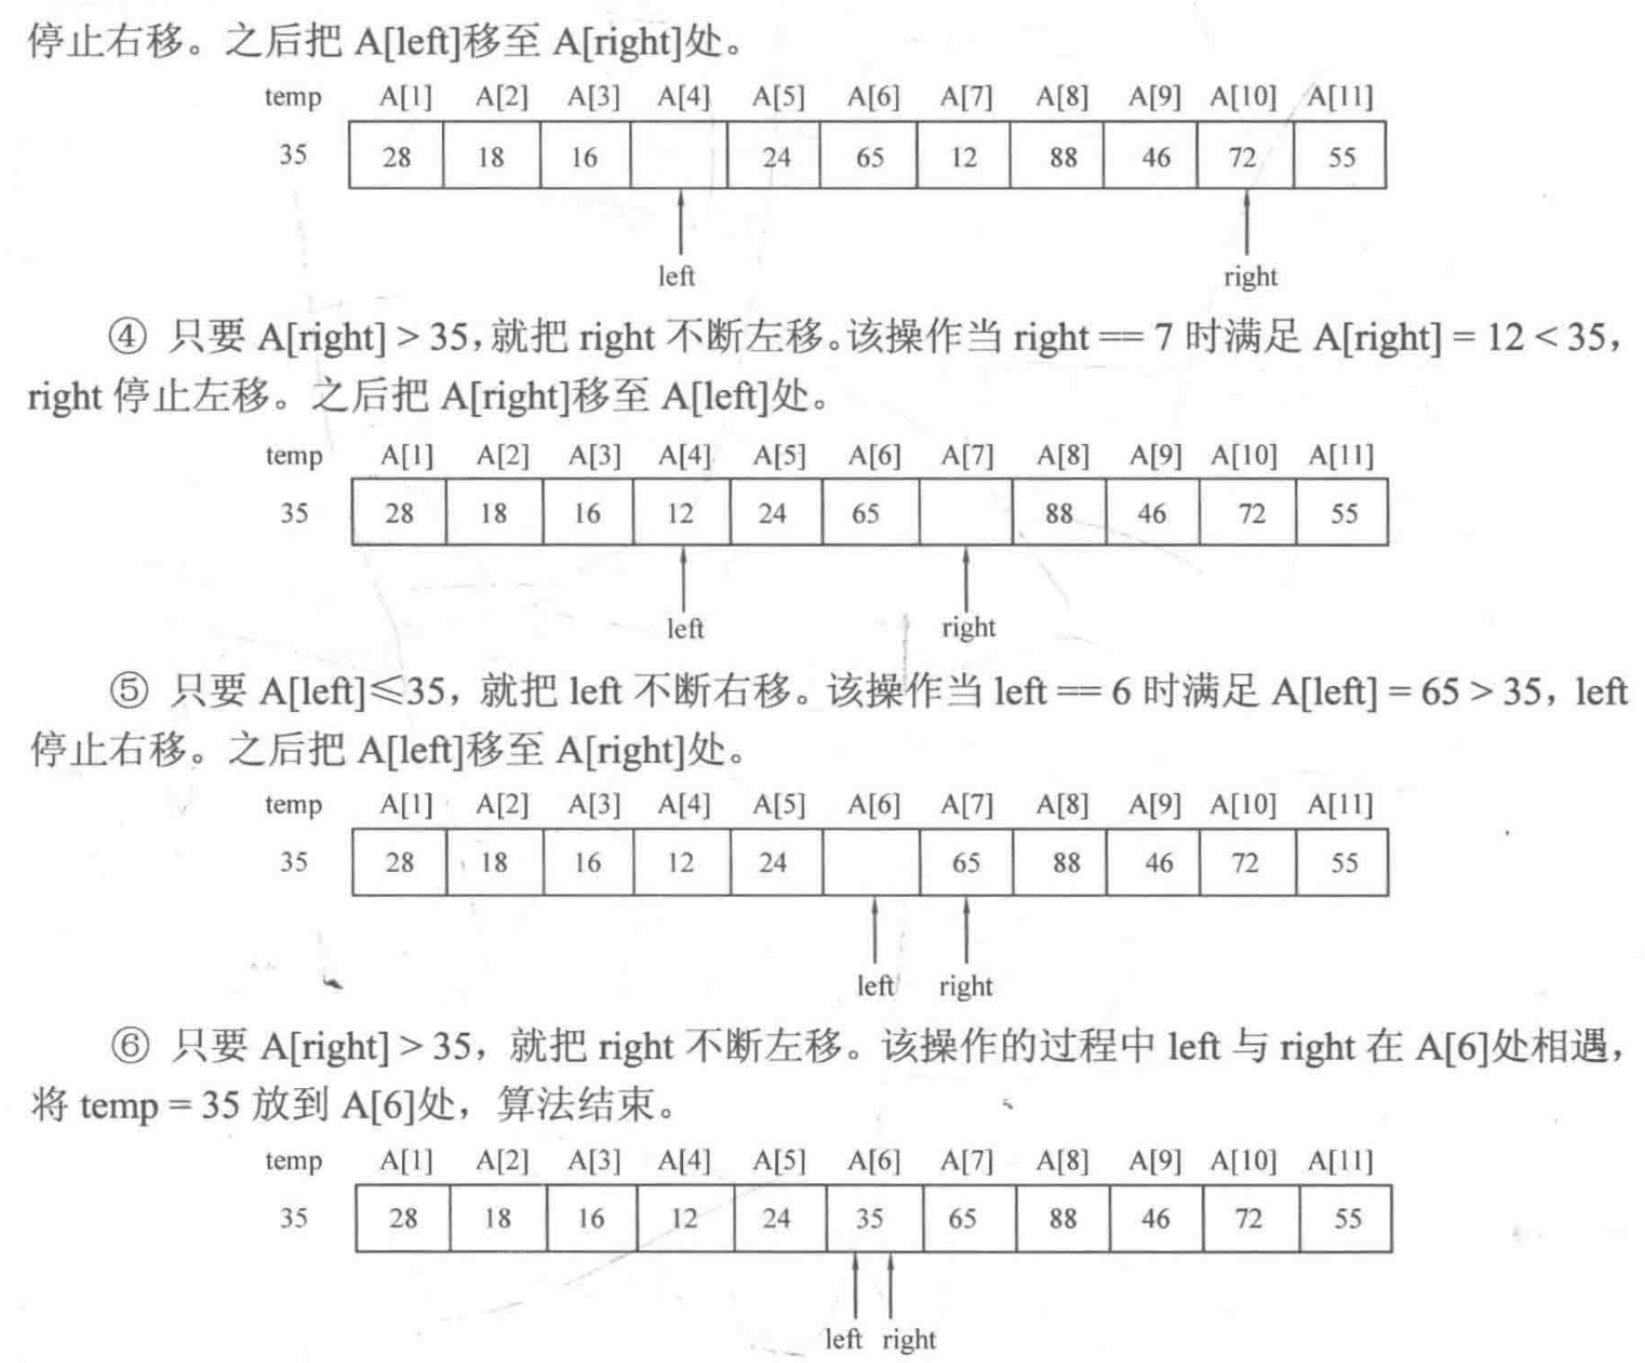 停止右移。之后把 A[left]移至 A[right]处。
temp A[1] A[2] A[3] A[4] A[5] A[6] A[7] A[8] A[9] A[10] A[11]
35 28 18 16 24 65 12 88 46 72 55
left right
④ 只要 A[right] > 35,就把 right 不断左移。该操作当 right == 7 时满足 A[right] = 12 < 35,
right 停止左移。之后把 A[right]移至 A[left]处。
temp A[1] A[2] A[3] A[4] A[5] A[6] A[7] A[8] A[9] A[10] A[11]
35 28 18 16 12 24 65 88 46 72 55
left right
⑤ 只要 A[left]≤35，就把 left 不断右移。该操作当 left == 6 时满足 A[left] = 65 > 35，left
停止右移。之后把 A[left]移至 A[right]处。
temp A[1] A[2] A[3] A[4] A[5] A[6] A[7] A[8] A[9] A[10] A[11]
35 28 18 16 12 24 65 88 46 72 55
left right
⑥ 只要 A[right] > 35，就把 right 不断左移。该操作的过程中 left 与 right 在 A[6]处相遇，
将 temp = 35 放到 A[6]处，算法结束。
temp A[1] A[2] A[3] A[4] A[5] A[6] A[7] A[8] A[9] A[10] A[11]
35 28 18 16 12 24 35 65 88 46 72 55
left right